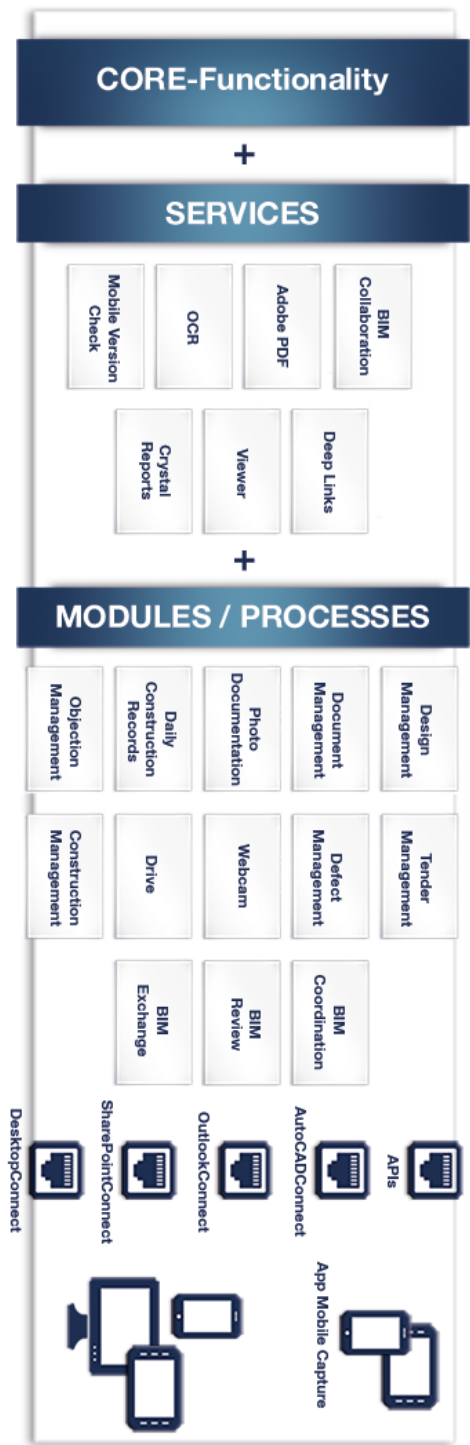 CORE-Functionality
+
SERVICES
BIM
Collaboration
Adobe PDF
OCR
Mobile Version
Check
Deep Links
Viewer
Crystal
Reports
+
MODULES / PROCESSES
Design
Management
Document
Management
Photo
Documentation
Daily
Construction
Records
Objection
Management
Tender
Management
Defect
Management
Webcam
Drive
Construction
Management
BIM
Coordination
BIM
Review
BIM
Exchange
APIs
AutoCADConnect
OutlookConnect
SharePointConnect
DesktopConnect
App Mobile Capture